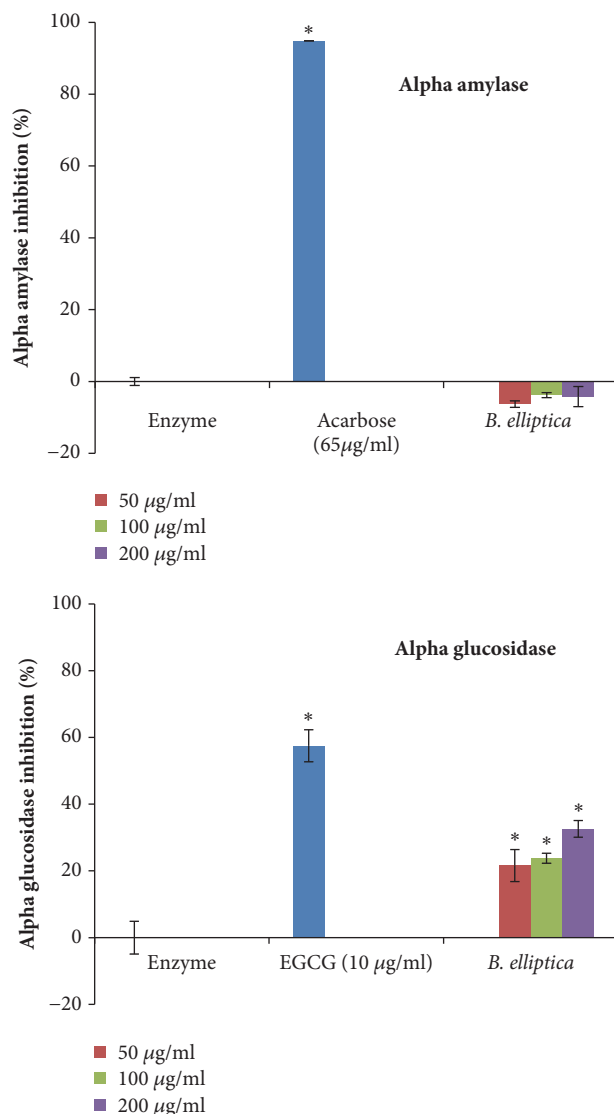 Alpha amylase inhibition (%)
100
80
60
40
20
0
−20
*
Alpha amylase
Enzyme
Acarbose
(65μg/ml)
B. elliptica
50 μg/ml
100 μg/ml
200 μg/ml
Alpha glucosidase inhibition (%)
100
80
60
40
20
0
−20
Alpha glucosidase
*
* * *
Enzyme
EGCG (10 μg/ml)
B. elliptica
50 μg/ml
100 μg/ml
200 μg/ml